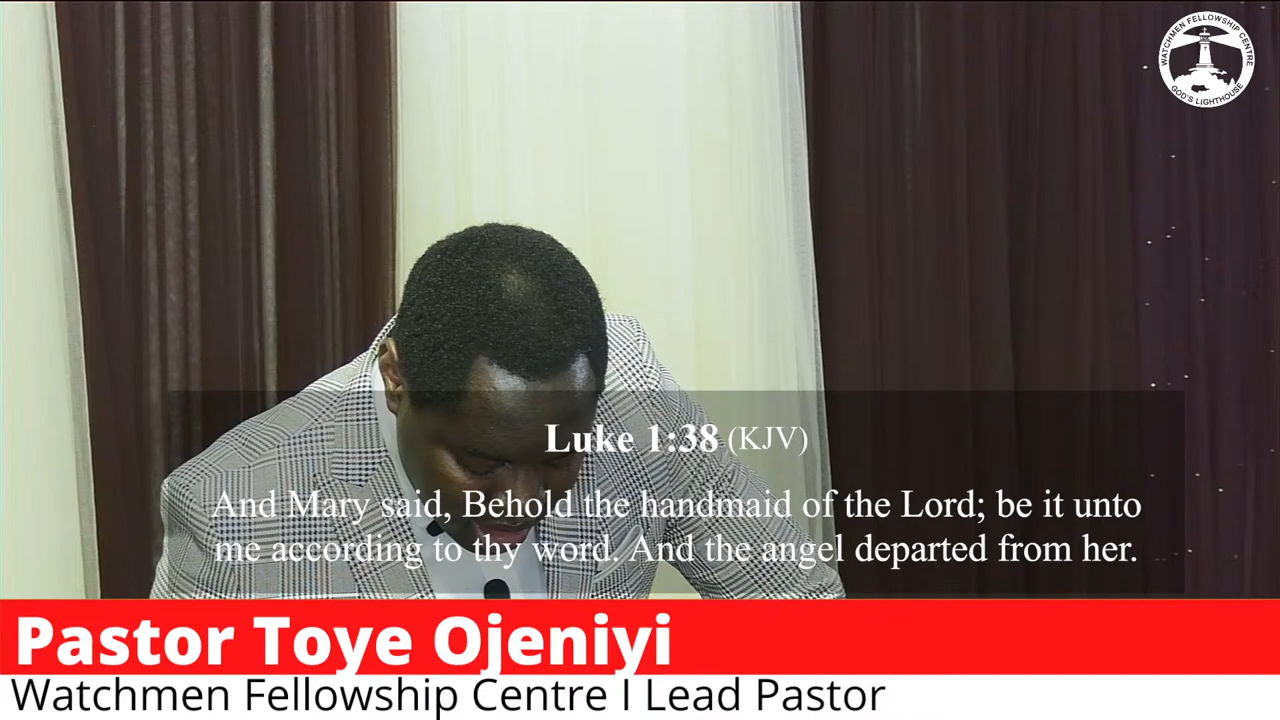 WATCHMEN FELLOWSHIP CENTRE
GOD'S LIGHTHOUSE
Luke 1:38 (KJV)
And Mary said, Behold the handmaid of the Lord; be it unto
me according to thy word. And the angel departed from her.
Pastor Toye Ojeniyi
Watchmen Fellowship Centre I Lead Pastor